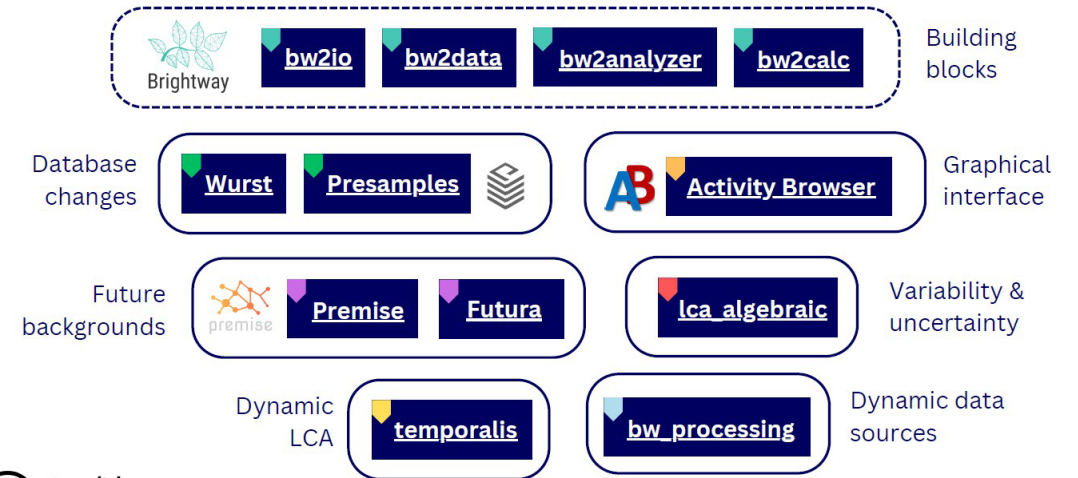 Brightway
bw2io
bw2data
bw2analyzer
bw2calc
Building
blocks
Database
changes
Wurst
Presamples
AB
Activity Browser
Graphical
interface
Future
backgrounds
premise
Premise
Futura
lca_algebraic
Variability &
uncertainty
Dynamic
LCA
temporalis
bw_processing
Dynamic data
sources